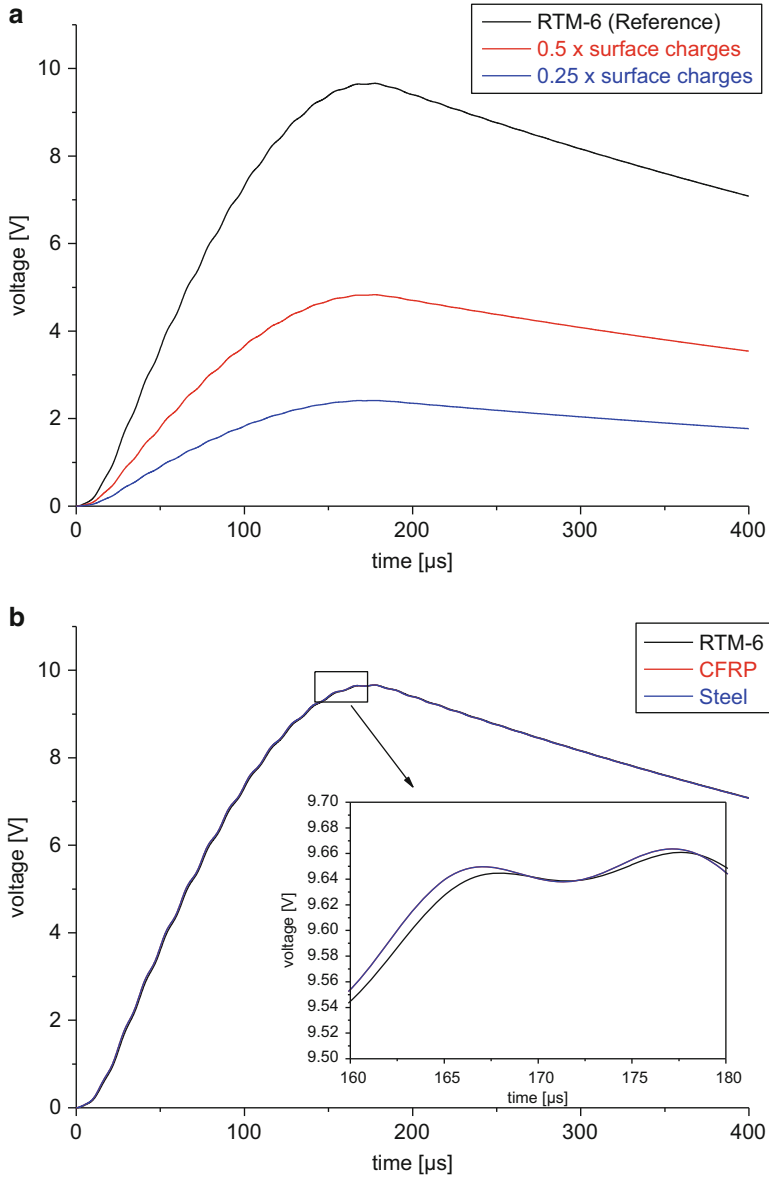 a
RTM-6 (Reference)
0.5 x surface charges
0.25 x surface charges
10
8
6
4
2
0
voltage [V]
0 100 200 300 400
time [µs]
b
RTM-6
CFRP
Steel
10
8
6
4
2
0
voltage [V]
9.70
9.68
9.66
9.64
9.62
9.60
9.58
9.56
9.54
9.52
9.50
voltage [V]
160 165 170 175 180
time [µs]
0 100 200 300 400
time [µs]